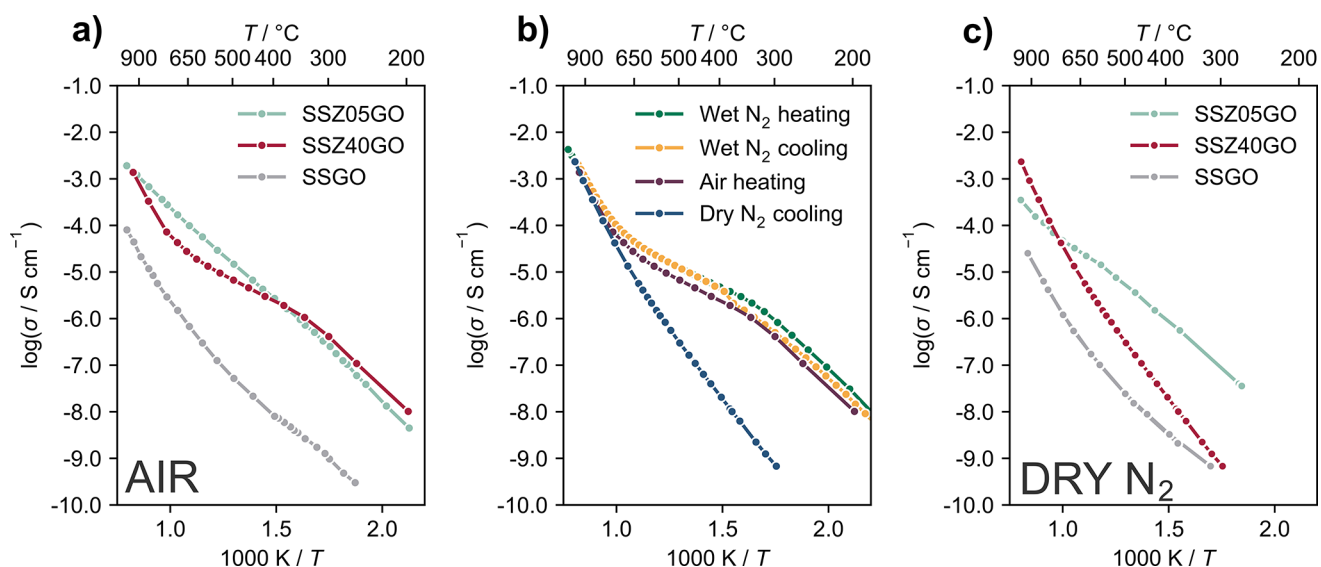 a)
T / °C
900 650 500 400 300 200
-1.0
-2.0
-3.0
-4.0
-5.0
-6.0
-7.0
-8.0
-9.0
-10.0
log(σ / S cm⁻¹)
SSZ05GO
SSZ40GO
SSGO
AIR
1.0 1.5 2.0
1000 K / T
b)
T / °C
900 650 500 400 300 200
-1.0
-2.0
-3.0
-4.0
-5.0
-6.0
-7.0
-8.0
-9.0
-10.0
log(σ / S cm⁻¹)
Wet N₂ heating
Wet N₂ cooling
Air heating
Dry N₂ cooling
1.0 1.5 2.0
1000 K / T
c)
T / °C
900 650 500 400 300 200
-1.0
-2.0
-3.0
-4.0
-5.0
-6.0
-7.0
-8.0
-9.0
-10.0
log(σ / S cm⁻¹)
SSZ05GO
SSZ40GO
SSGO
DRY N₂
1.0 1.5 2.0
1000 K / T